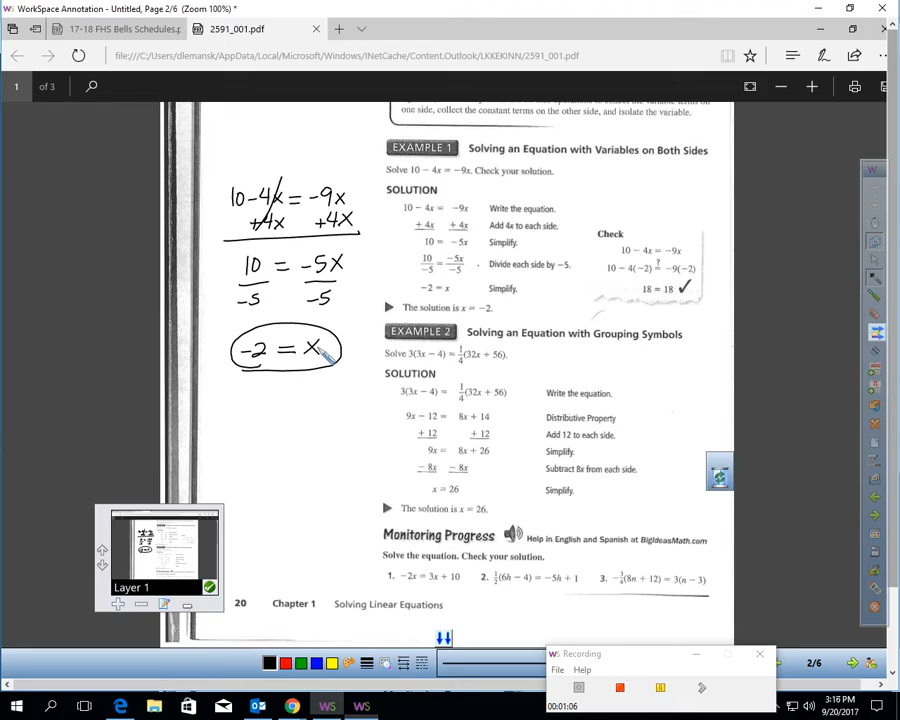 WorkSpace Annotation - Untitled, Page 2/6 (Zoom 100%) *
17-18 FHS Bells Schedules.p
2591_001.pdf
file:///C:/Users/dlemansk/AppData/Local/Microsoft/Windows/INetCache/Content.Outlook/LKKEKINN/2591_001.pdf
1 of 3
one side, collect the constant terms on the other side, and isolate the variable.
EXAMPLE 1 Solving an Equation with Variables on Both Sides
Solve 10 − 4x = −9x. Check your solution.
SOLUTION
10 − 4x = −9x Write the equation.
+ 4x + 4x Add 4x to each side.
10 = −5x Simplify.
10/−5 = −5x/−5 Divide each side by −5.
−2 = x Simplify.
The solution is x = −2.
Check
10 − 4x = −9x
10 − 4(−2) ≟ −9(−2)
18 = 18 ✓
10-4x = -9x
+4x +4x
10 = -5x
-5 -5
-2 = x
EXAMPLE 2 Solving an Equation with Grouping Symbols
Solve 3(3x − 4) = 1/4(32x + 56).
SOLUTION
3(3x − 4) = 1/4(32x + 56) Write the equation.
9x − 12 = 8x + 14 Distributive Property
+ 12 + 12 Add 12 to each side.
9x = 8x + 26 Simplify.
− 8x − 8x Subtract 8x from each side.
x = 26 Simplify.
The solution is x = 26.
Monitoring Progress Help in English and Spanish at BigIdeasMath.com
Solve the equation. Check your solution.
1. −2x = 3x + 10 2. 1/2(6h − 4) = −5h + 1 3. −3/4(8n + 12) = 3(n − 3)
20 Chapter 1 Solving Linear Equations
Layer 1
WS Recording
File Help
00:01:06
2/6
3:16 PM
9/20/2017